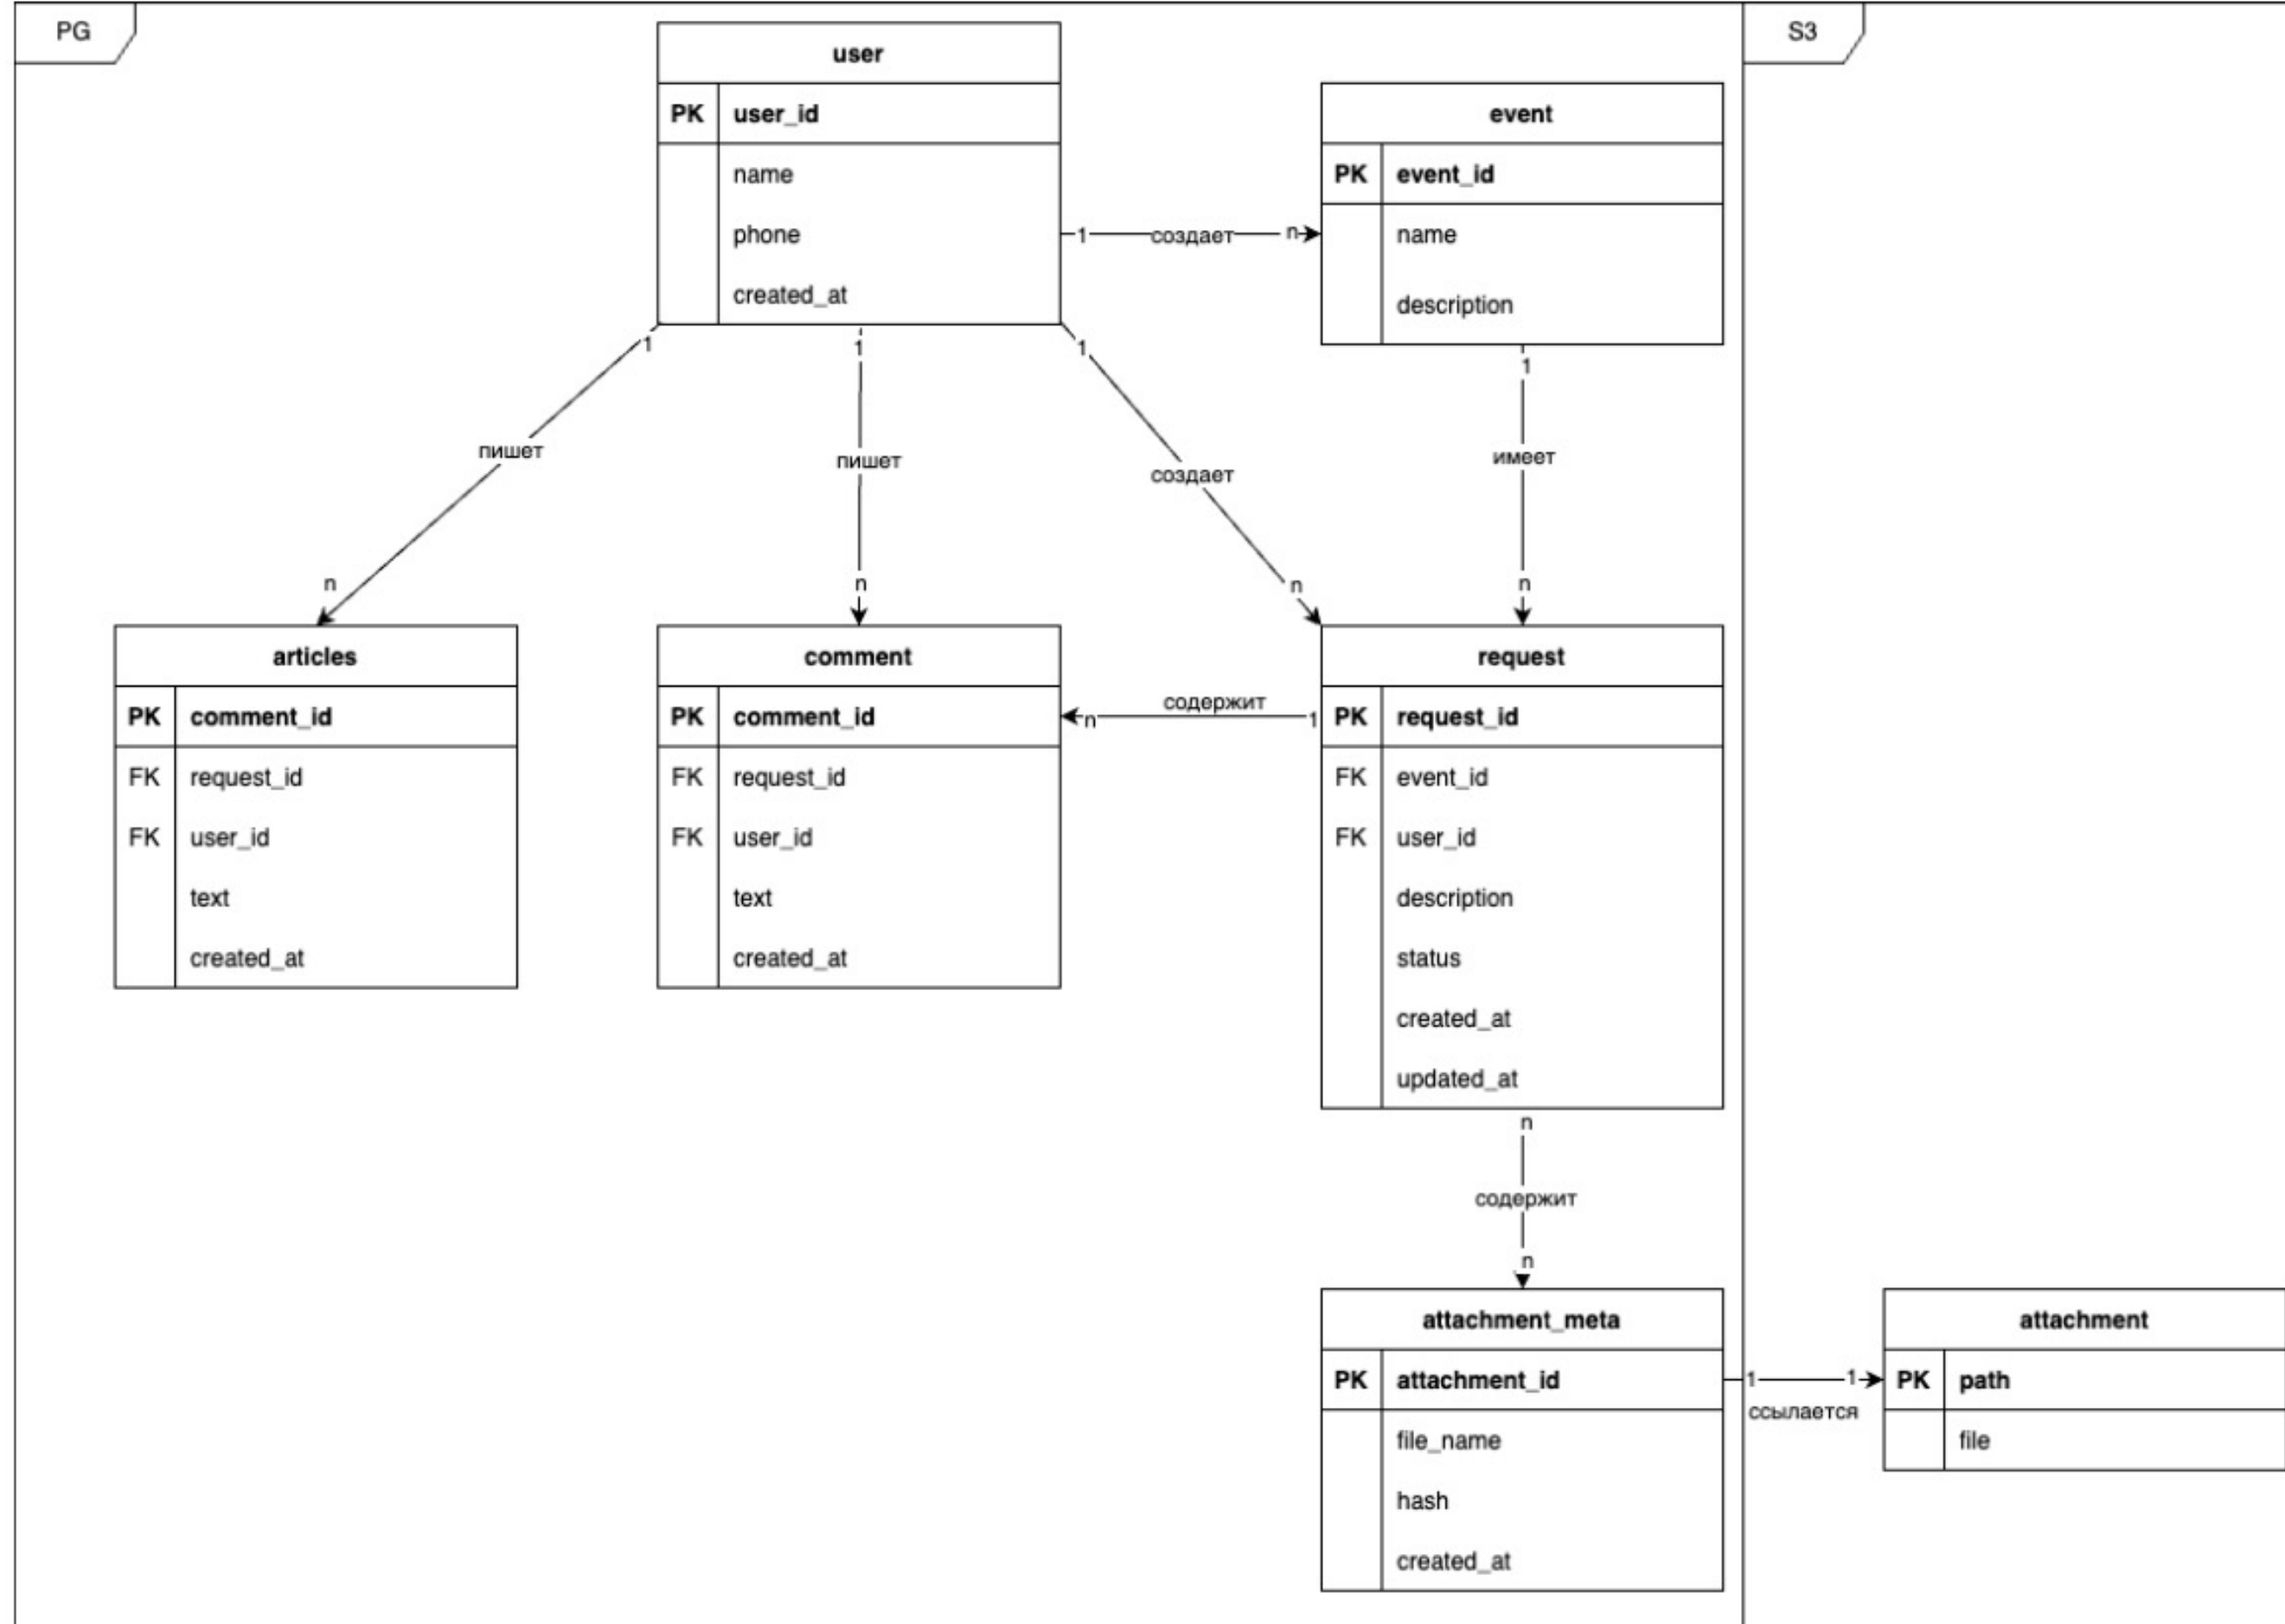 PG
S3
user
PK user_id
name
phone
created_at
event
PK event_id
name
description
1 создает n
1 пишет n
1 пишет n
1 создает n
1 имеет n
articles
PK comment_id
FK request_id
FK user_id
text
created_at
comment
PK comment_id
FK request_id
FK user_id
text
created_at
n содержит 1
request
PK request_id
FK event_id
FK user_id
description
status
created_at
updated_at
n
содержит
n
attachment_meta
PK attachment_id
file_name
hash
created_at
1 1
ссылается
attachment
PK path
file